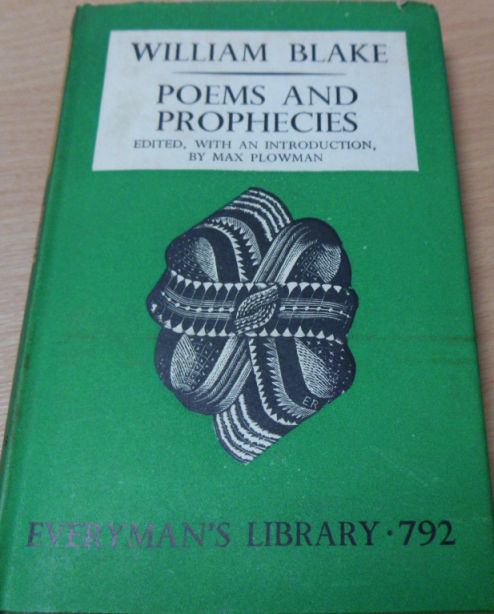 WILLIAM BLAKE
POEMS AND
PROPHECIES
EDITED, WITH AN INTRODUCTION,
BY MAX PLOWMAN
ER
EVERYMAN'S LIBRARY · 792